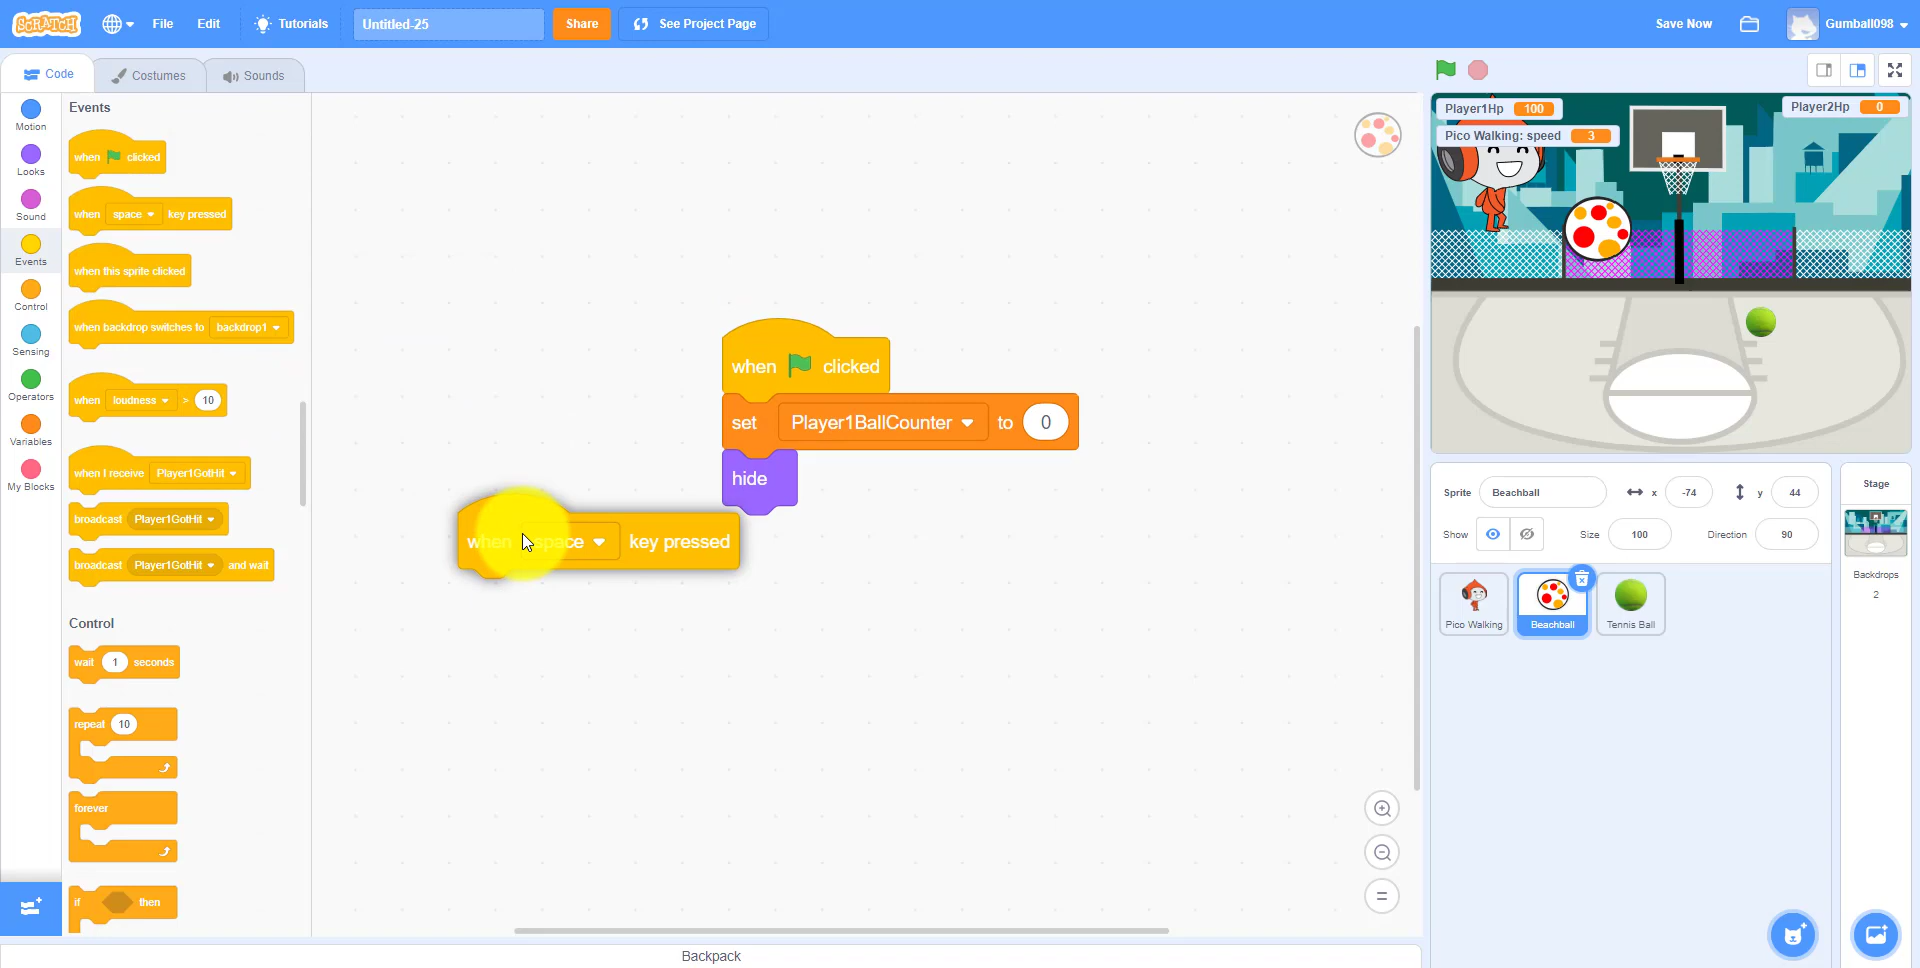 SCRATCH
File
Edit
Tutorials
Untitled-25
Share
See Project Page
Save Now
Gumball098
Code
Costumes
Sounds
Motion
Looks
Sound
Events
Control
Sensing
Operators
Variables
My Blocks
Events
when clicked
when space key pressed
when this sprite clicked
when backdrop switches to backdrop1
when loudness > 10
when I receive Player1GotHit
broadcast Player1GotHit
broadcast Player1GotHit and wait
Control
wait 1 seconds
repeat 10
forever
if then
when clicked
set Player1BallCounter to 0
hide
when space key pressed
Backpack
Player1Hp 100
Player2Hp 0
Pico Walking: speed 3
Sprite Beachball x -74 y 44
Show Size 100 Direction 90
Pico Walking
Beachball
Tennis Ball
Stage
Backdrops
2